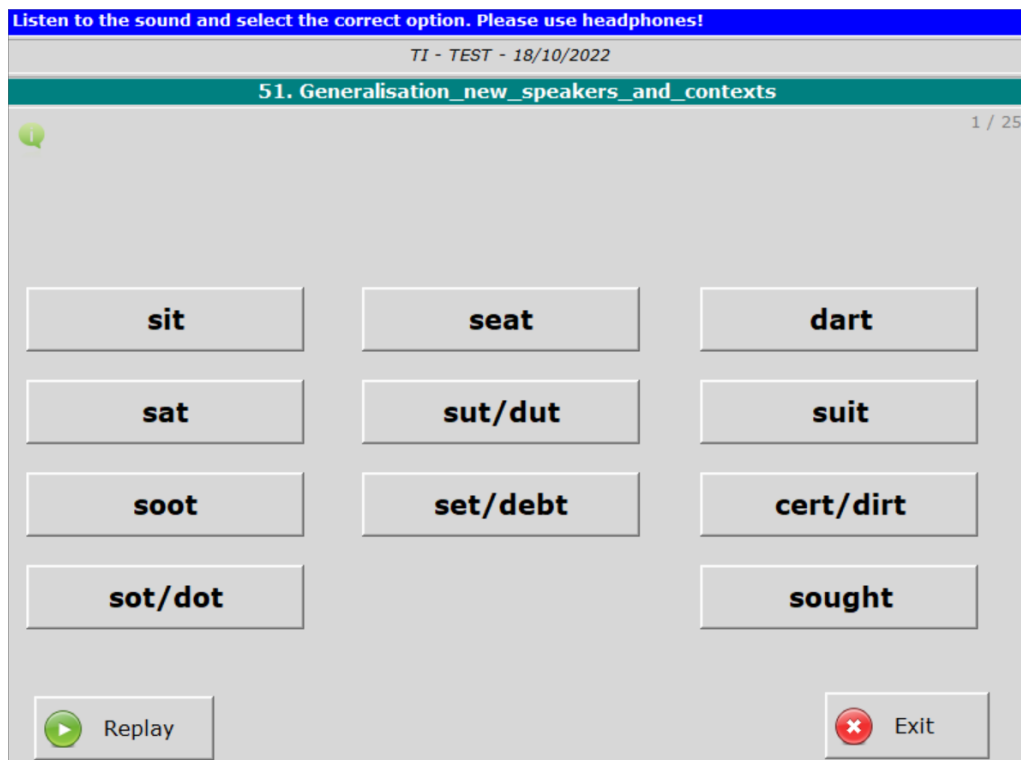 Listen to the sound and select the correct option. Please use headphones!
TI - TEST - 18/10/2022
51. Generalisation_new_speakers_and_contexts
1 / 25
sit seat dart
sat sut/dut suit
soot set/debt cert/dirt
sot/dot sought
Replay Exit